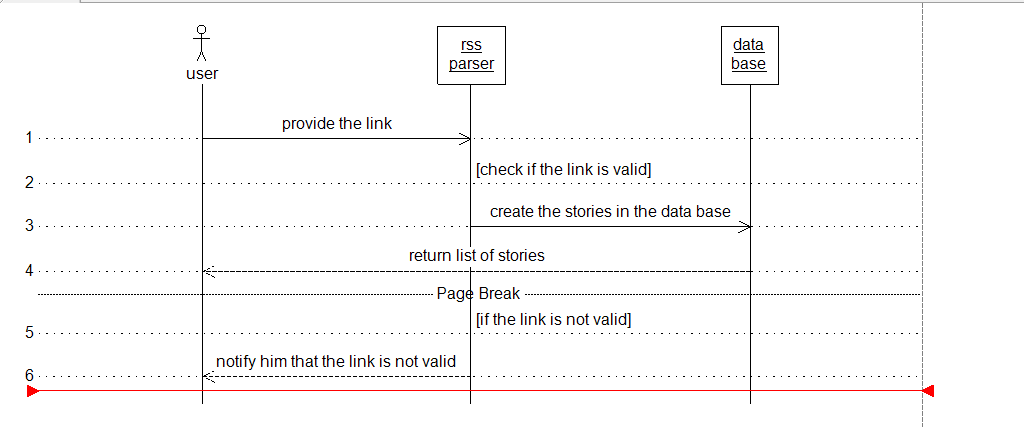 user
rss
parser
data
base
1
provide the link
2
[check if the link is valid]
3
create the stories in the data base
4
return list of stories
Page Break
5
[if the link is not valid]
6
notify him that the link is not valid